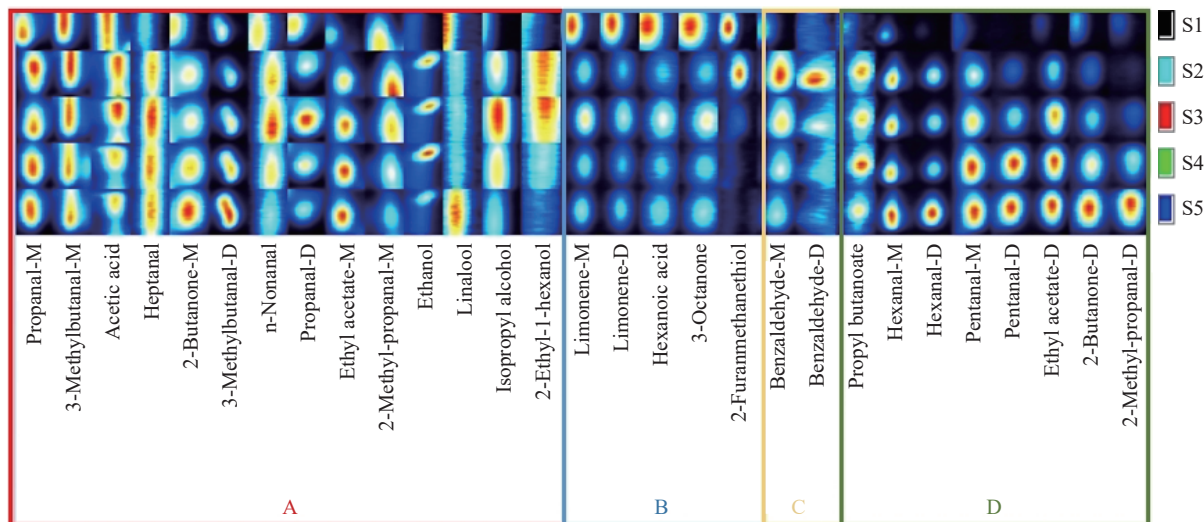 S1
S2
S3
S4
S5
Propanal-M
3-Methylbutanal-M
Acetic acid
Heptanal
2-Butanone-M
3-Methylbutanal-D
n-Nonanal
Propanal-D
Ethyl acetate-M
2-Methyl-propanal-M
Ethanol
Linalool
Isopropyl alcohol
2-Ethyl-1-hexanol
Limonene-M
Limonene-D
Hexanoic acid
3-Octanone
2-Furanmethanethiol
Benzaldehyde-M
Benzaldehyde-D
Propyl butanoate
Hexanal-M
Hexanal-D
Pentanal-M
Pentanal-D
Ethyl acetate-D
2-Butanone-D
2-Methyl-propanal-D
A
B
C
D